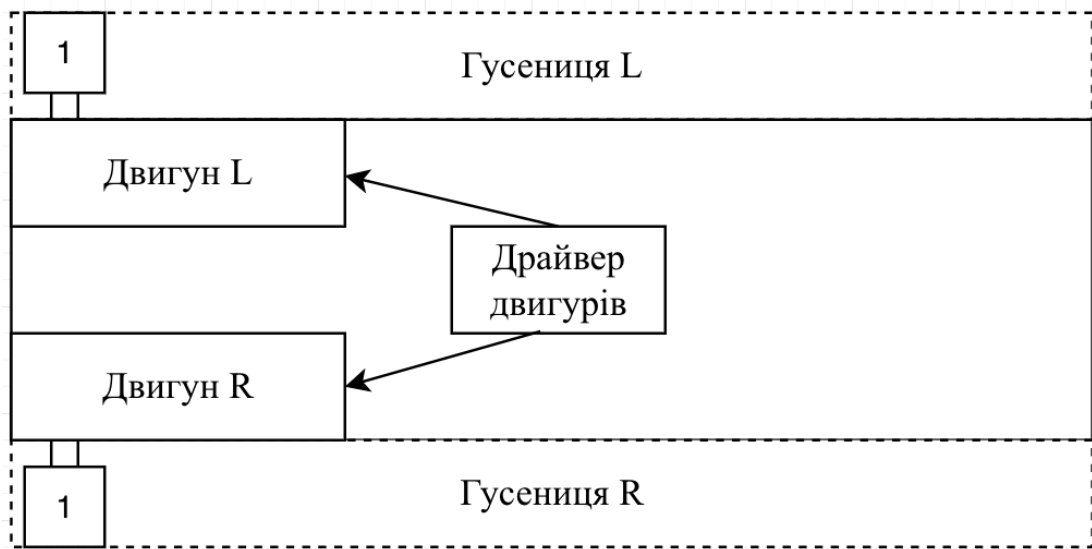 1
Гусениця L
Двигун L
Драйвер
двигурів
Двигун R
1
Гусениця R